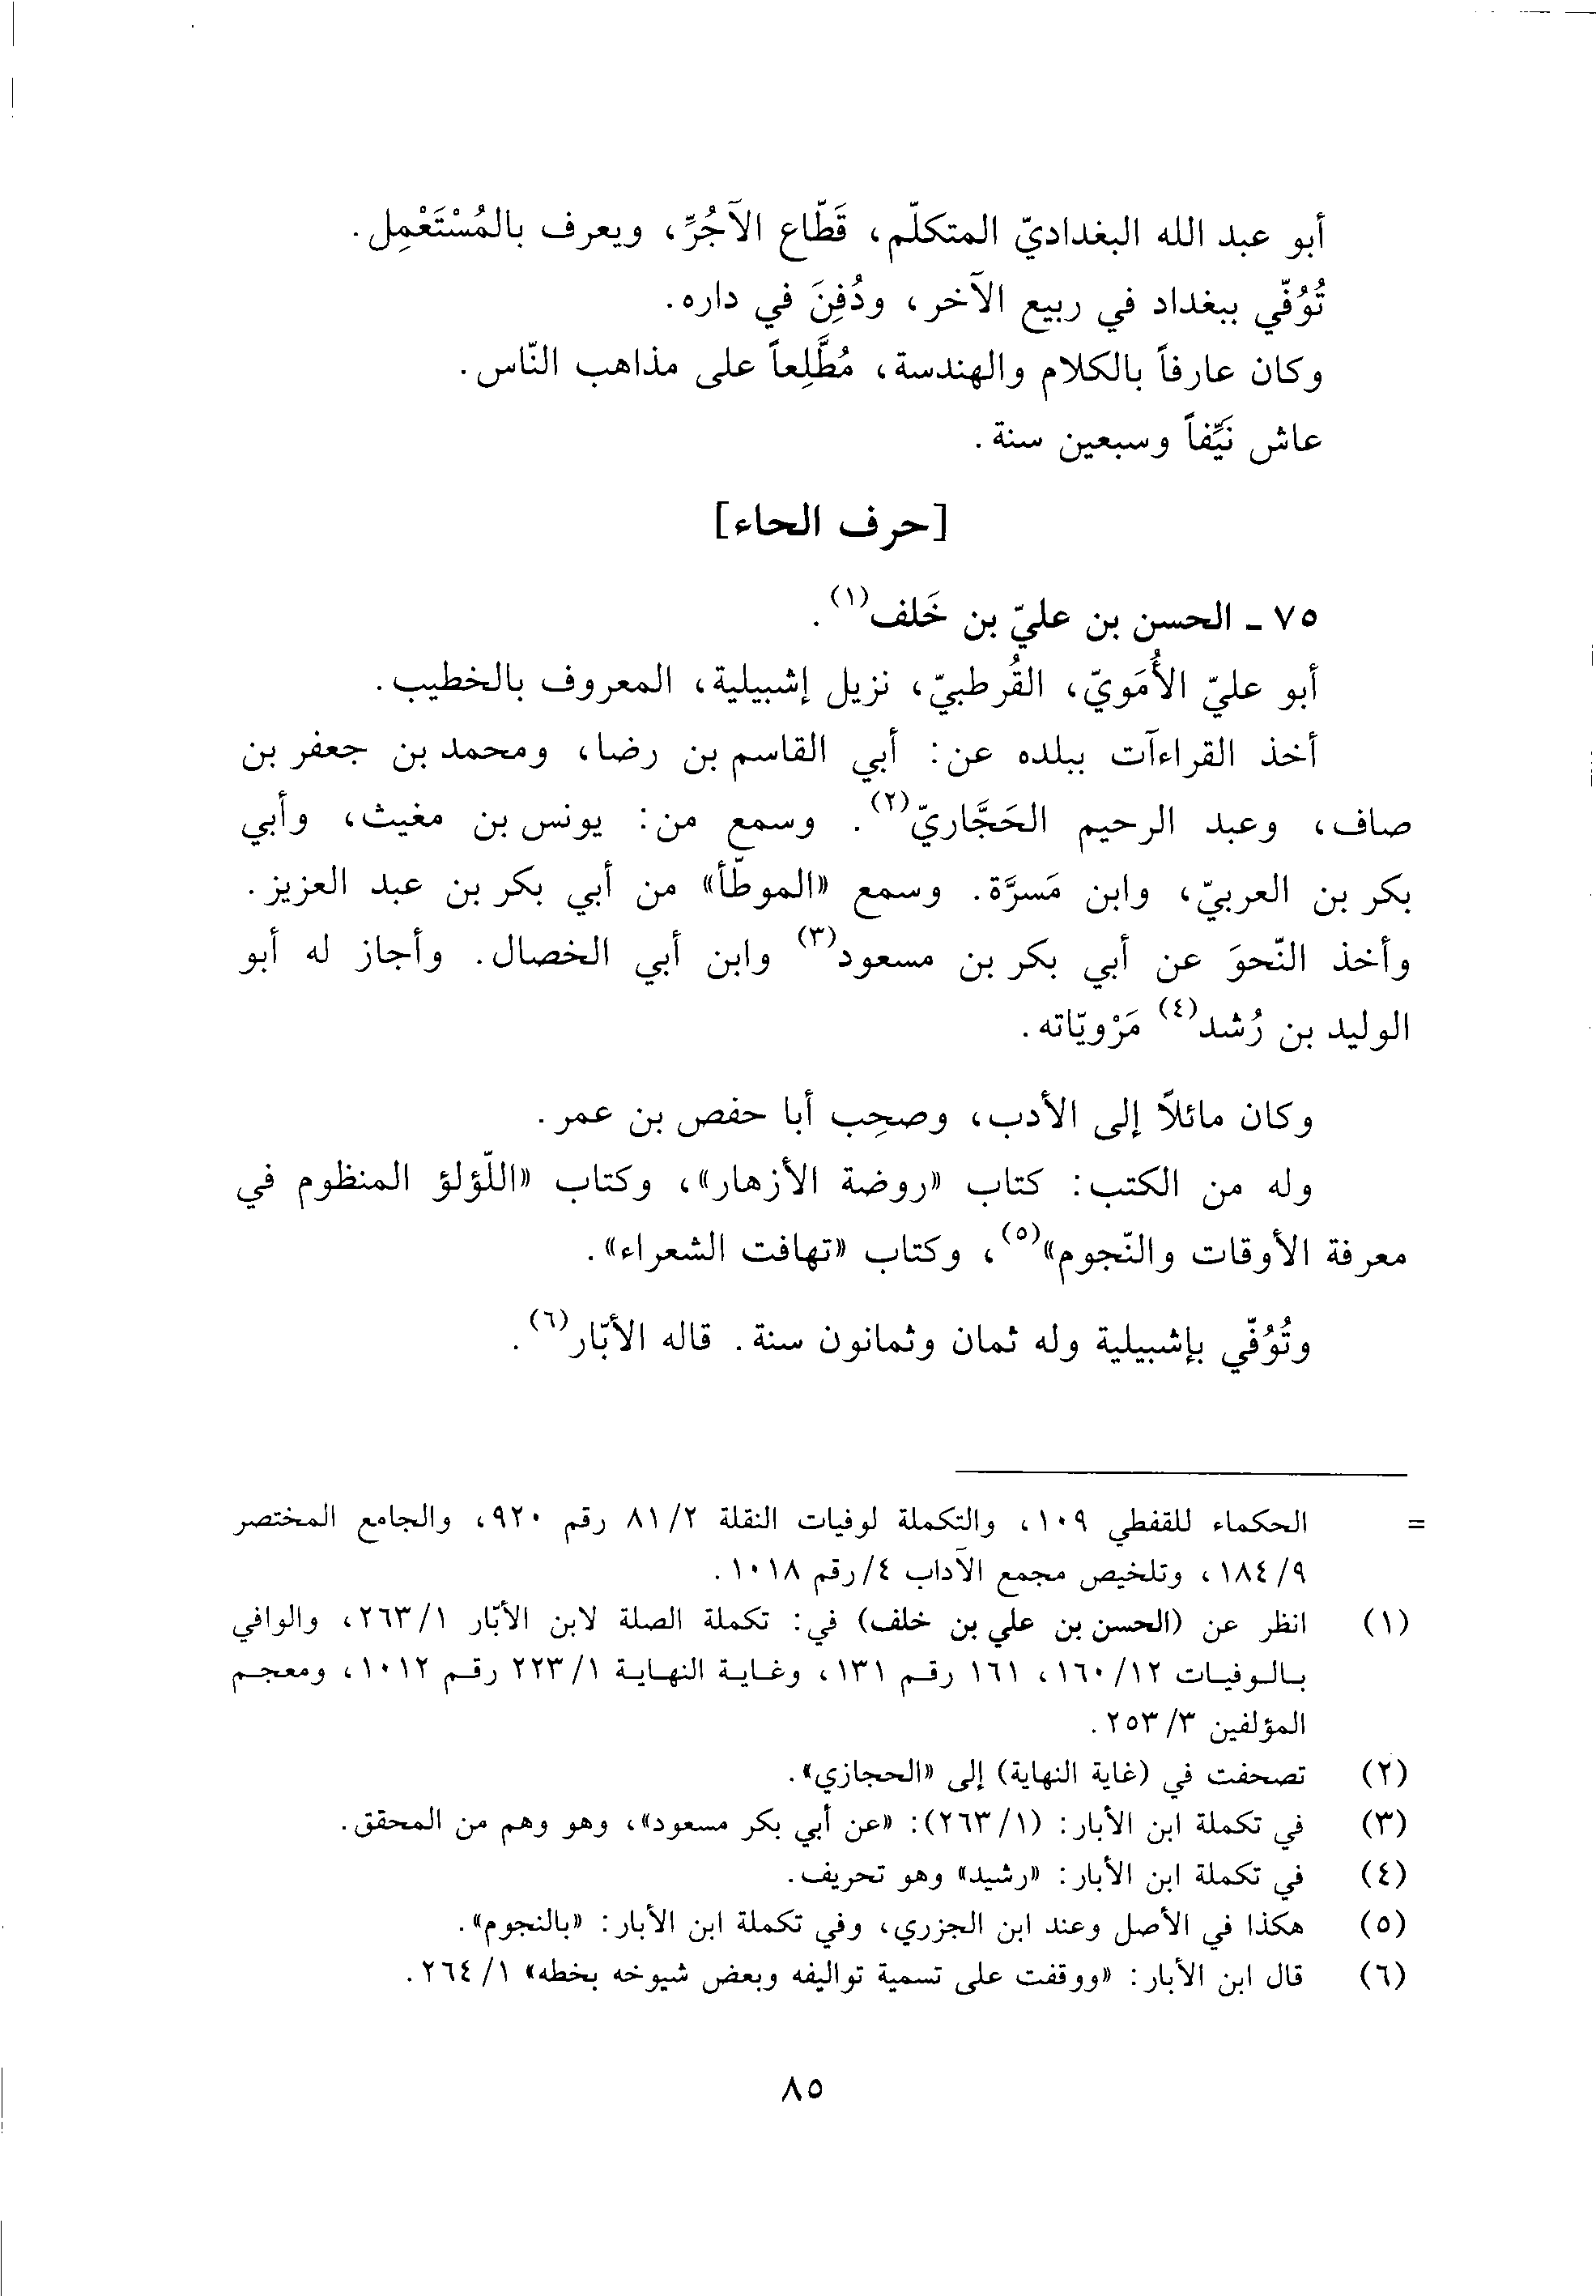 أبو عبد الله البغداديّ المتكلّم، قَطّاع الآجُرِّ، ويعرف بالمُسْتَعْمِل.
تُوُفّي ببغداد في ربيع الآخر، ودُفِنَ في داره.
وكان عارفاً بالكلام والهندسة، مُطَّلِعاً على مذاهب النّاس.
عاش نَيِّفاً وسبعين سنة.
[حرف الحاء]
٧٥ - الحسن بن عليّ بن خَلف(١).
أبو عليّ الأُمَويّ، القُرطبيّ، نزيل إشبيلية، المعروف بالخطيب.
أخذ القراءآت ببلده عن: أبي القاسم بن رضا، ومحمد بن جعفر بن
صاف، وعبد الرحيم الحَجَّاريّ(٢). وسمع من: يونس بن مغيث، وأبي
بكر بن العربيّ، وابن مَسرَّة. وسمع «الموطّأ» من أبي بكر بن عبد العزيز.
وأخذ النّحوَ عن أبي بكر بن مسعود(٣) وابن أبي الخصال. وأجاز له أبو
الوليد بن رُشد(٤) مَرْويّاته.
وكان مائلاً إلى الأدب، وصحِب أبا حفص بن عمر.
وله من الكتب: كتاب «روضة الأزهار»، وكتاب «اللّؤلؤ المنظوم في
معرفة الأوقات والنّجوم»(٥)، وكتاب «تهافت الشعراء».
وتُوُفّي بإشبيلية وله ثمان وثمانون سنة. قاله الأبّار(٦).
= الحكماء للقفطي ١٠٩، والتكملة لوفيات النقلة ٨١/٢ رقم ٩٢٠، والجامع المختصر
١٨٤/٩، وتلخيص مجمع الآداب ٤/رقم ١٠١٨.
(١) انظر عن (الحسن بن علي بن خلف) في: تكملة الصلة لابن الأبّار ٢٦٣/١، والوافي
بالوفيات ١٦٠/١٢، ١٦١ رقم ١٣١، وغاية النهاية ٢٢٣/١ رقم ١٠١٢، ومعجم
المؤلفين ٢٥٣/٣.
(٢) تصحفت في (غاية النهاية) إلى «الحجازي».
(٣) في تكملة ابن الأبار: (٢٦٣/١): «عن أبي بكر مسعود»، وهو وهم من المحقق.
(٤) في تكملة ابن الأبار: «رشيد» وهو تحريف.
(٥) هكذا في الأصل وعند ابن الجزري، وفي تكملة ابن الأبار: «بالنجوم».
(٦) قال ابن الأبار: «ووقفت على تسمية تواليفه وبعض شيوخه بخطه» ٢٦٤/١.
٨٥